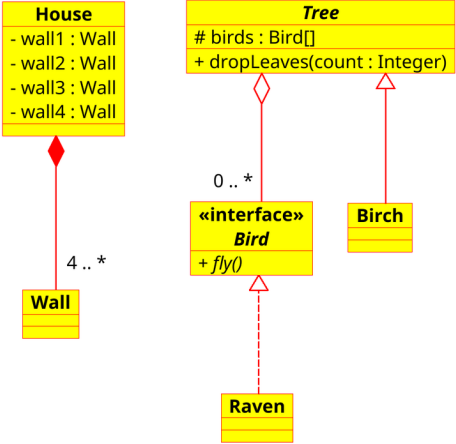 House
- wall1 : Wall
- wall2 : Wall
- wall3 : Wall
- wall4 : Wall
Tree
# birds : Bird[]
+ dropLeaves(count : Integer)
0 .. *
4 .. *
«interface»
Bird
+ fly()
Birch
Wall
Raven